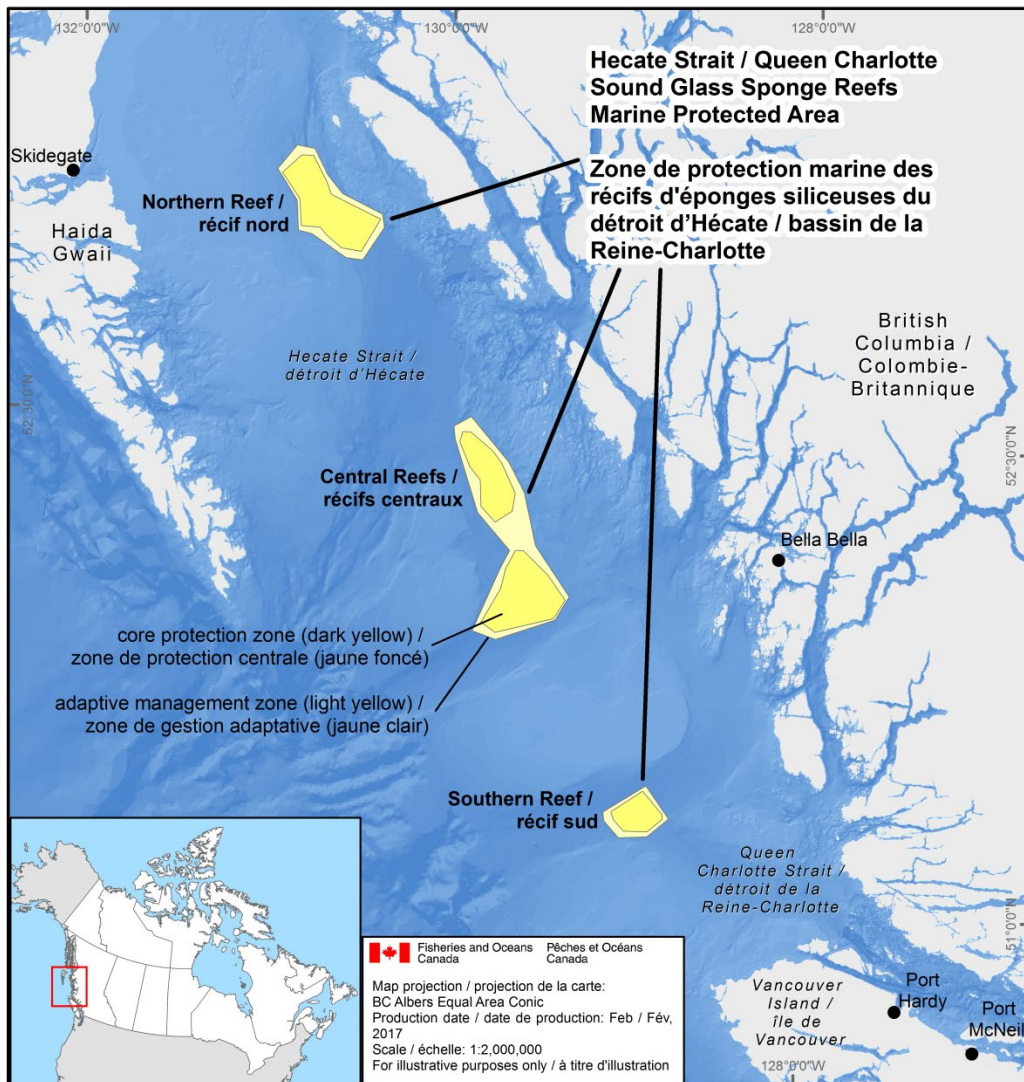 132°0'0"W
130°0'0"W
128°0'0"W
Hecate Strait / Queen Charlotte
Sound Glass Sponge Reefs
Marine Protected Area
Zone de protection marine des
récifs d'éponges siliceuses du
détroit d’Hécate / bassin de la
Reine-Charlotte
Skidegate
Haida
Gwaii
Northern Reef /
récif nord
Hecate Strait /
détroit d’Hécate
British
Columbia /
Colombie-
Britannique
52°30'0"N
52°30'0"N
Central Reefs /
récifs centraux
Bella Bella
core protection zone (dark yellow) /
zone de protection centrale (jaune foncé)
adaptive management zone (light yellow) /
zone de gestion adaptative (jaune clair)
Southern Reef /
récif sud
Queen
Charlotte Strait /
détroit de la
Reine-Charlotte
51°0'0"N
Fisheries and Oceans
Canada
Pêches et Océans
Canada
Map projection / projection de la carte:
BC Albers Equal Area Conic
Production date / date de production: Feb / Fév,
2017
Scale / échelle: 1:2,000,000
For illustrative purposes only / à titre d'illustration
Vancouver
Island /
île de
Vancouver
Port
Hardy
Port
McNeil
128°0'0"W